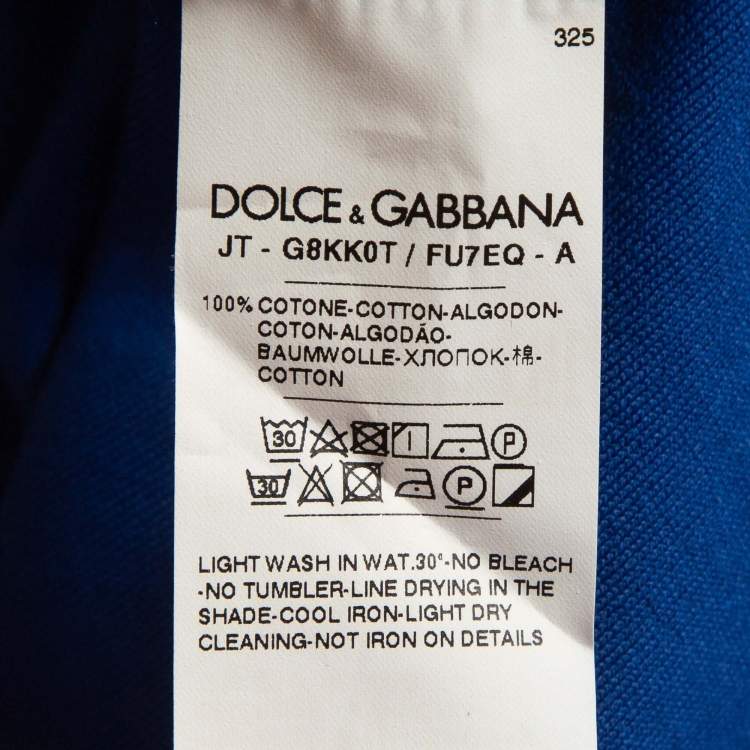 325
DOLCE & GABBANA
JT - G8KK0T / FU7EQ - A
100% COTONE-COTTON-ALGODON-
COTON-ALGODÃO-
BAUMWOLLE-ХЛОПОК-棉-
COTTON
30 P
30 P
LIGHT WASH IN WAT.30°-NO BLEACH
-NO TUMBLER-LINE DRYING IN THE
SHADE-COOL IRON-LIGHT DRY
CLEANING-NOT IRON ON DETAILS